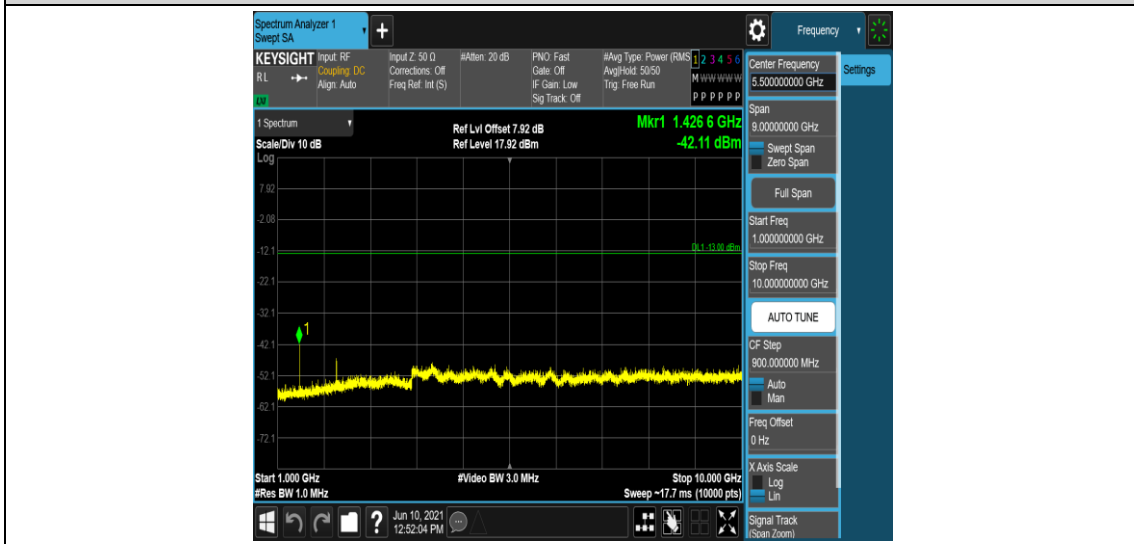 Spectrum Analyzer 1
Swept SA
+
Frequency
KEYSIGHT
RL
LXI
Input: RF
Coupling: DC
Align: Auto
Input Z: 50 Ω
Corrections: Off
Freq Ref: Int (S)
#Atten: 20 dB
PNO: Fast
Gate: Off
IF Gain: Low
Sig Track: Off
#Avg Type: Power (RMS
Avg|Hold: 50/50
Trig: Free Run
1 2 3 4 5 6
M W W W W W
P P P P P P
Center Frequency
5.500000000 GHz
Settings
1 Spectrum
Scale/Div 10 dB
Ref Lvl Offset 7.92 dB
Ref Level 17.92 dBm
Mkr1 1.426 6 GHz
-42.11 dBm
Span
9.00000000 GHz
Swept Span
Zero Span
Full Span
Start Freq
1.000000000 GHz
Stop Freq
10.000000000 GHz
AUTO TUNE
CF Step
900.000000 MHz
Auto
Man
Freq Offset
0 Hz
X Axis Scale
Log
Lin
Signal Track
(Span Zoom)
Log
7.92
-2.08
-12.1
DL1 -13.00 dBm
-22.1
-32.1
1
-42.1
-52.1
-62.1
-72.1
Start 1.000 GHz
#Video BW 3.0 MHz
Stop 10.000 GHz
#Res BW 1.0 MHz
Sweep ~17.7 ms (10000 pts)
?
Jun 10, 2021
12:52:04 PM